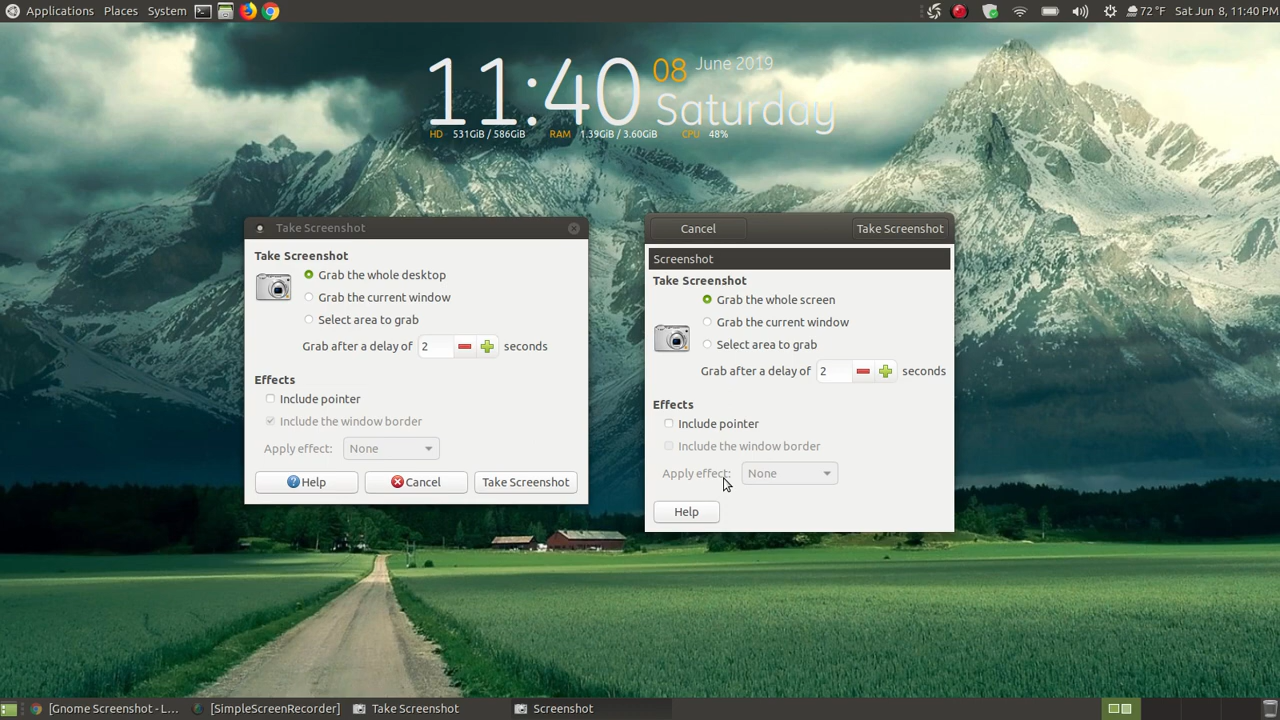 Applications Places System
72 °F Sat Jun 8, 11:40 PM
11:40 08 June 2019
Saturday
HD 531GiB / 586GiB RAM 1.39GiB / 3.60GiB CPU 48%
Take Screenshot
Take Screenshot
Grab the whole desktop
Grab the current window
Select area to grab
Grab after a delay of 2 seconds
Effects
Include pointer
Include the window border
Apply effect: None
Help Cancel Take Screenshot
Cancel Take Screenshot
Screenshot
Take Screenshot
Grab the whole screen
Grab the current window
Select area to grab
Grab after a delay of 2 seconds
Effects
Include pointer
Include the window border
Apply effect: None
Help
[Gnome Screenshot - L... [SimpleScreenRecorder] Take Screenshot Screenshot